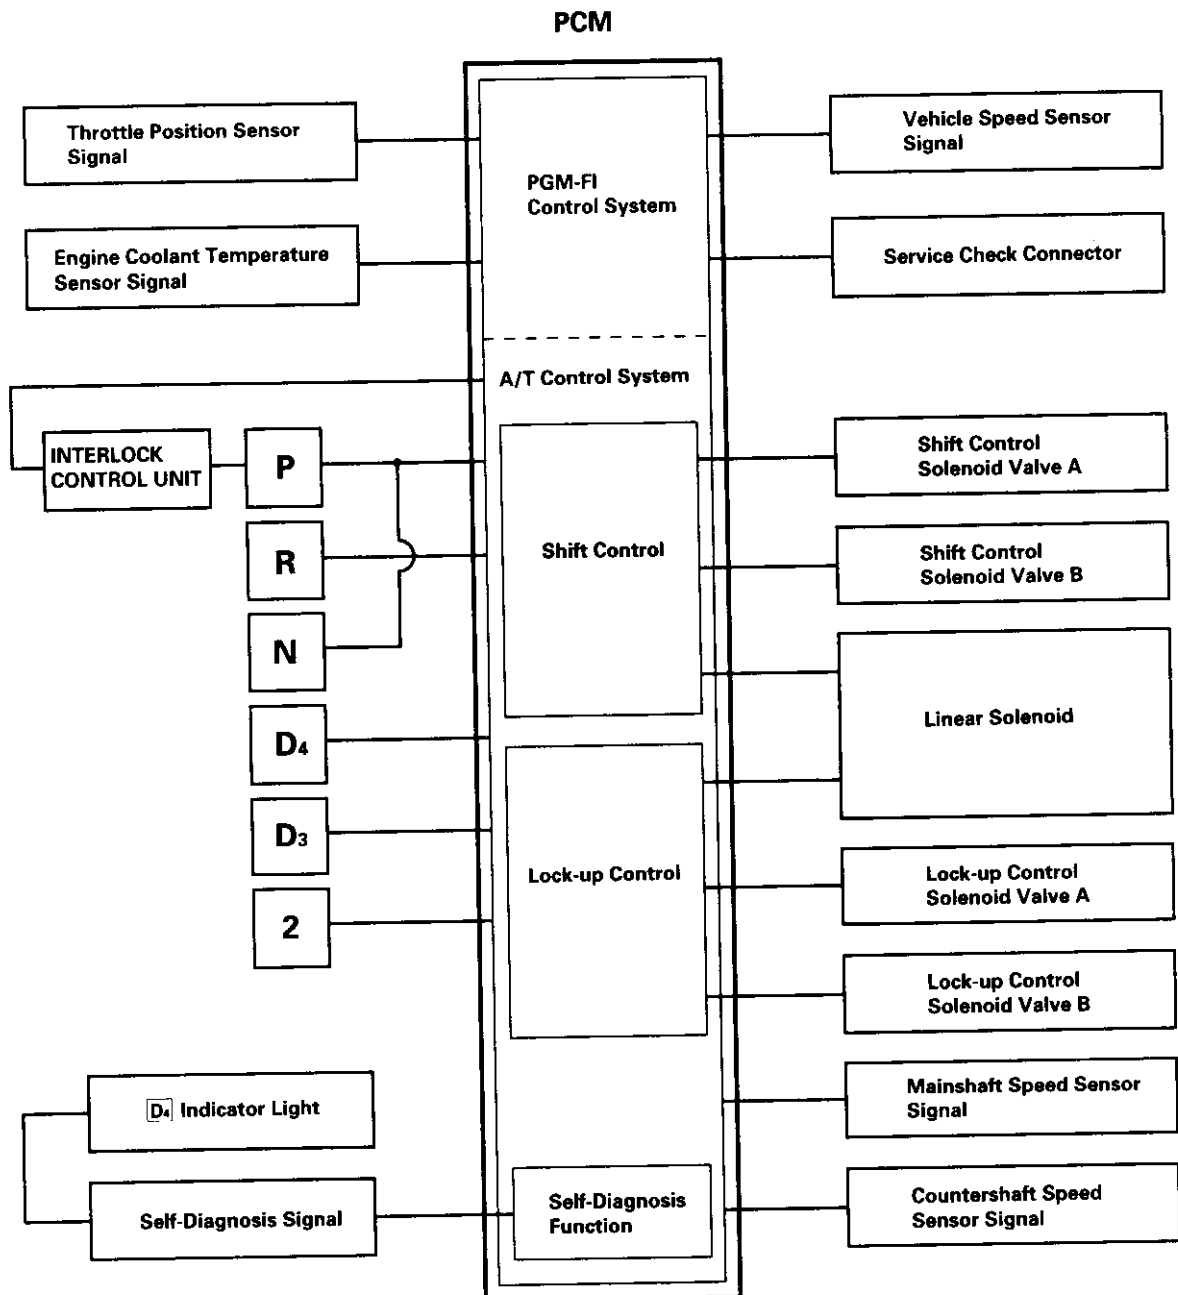 PCM
Throttle Position Sensor
Signal
Engine Coolant Temperature
Sensor Signal
INTERLOCK
CONTROL UNIT
P
R
N
D4
D3
2
D4 Indicator Light
Self-Diagnosis Signal
PGM-FI
Control System
A/T Control System
Shift Control
Lock-up Control
Self-Diagnosis
Function
Vehicle Speed Sensor
Signal
Service Check Connector
Shift Control
Solenoid Valve A
Shift Control
Solenoid Valve B
Linear Solenoid
Lock-up Control
Solenoid Valve A
Lock-up Control
Solenoid Valve B
Mainshaft Speed Sensor
Signal
Countershaft Speed
Sensor Signal